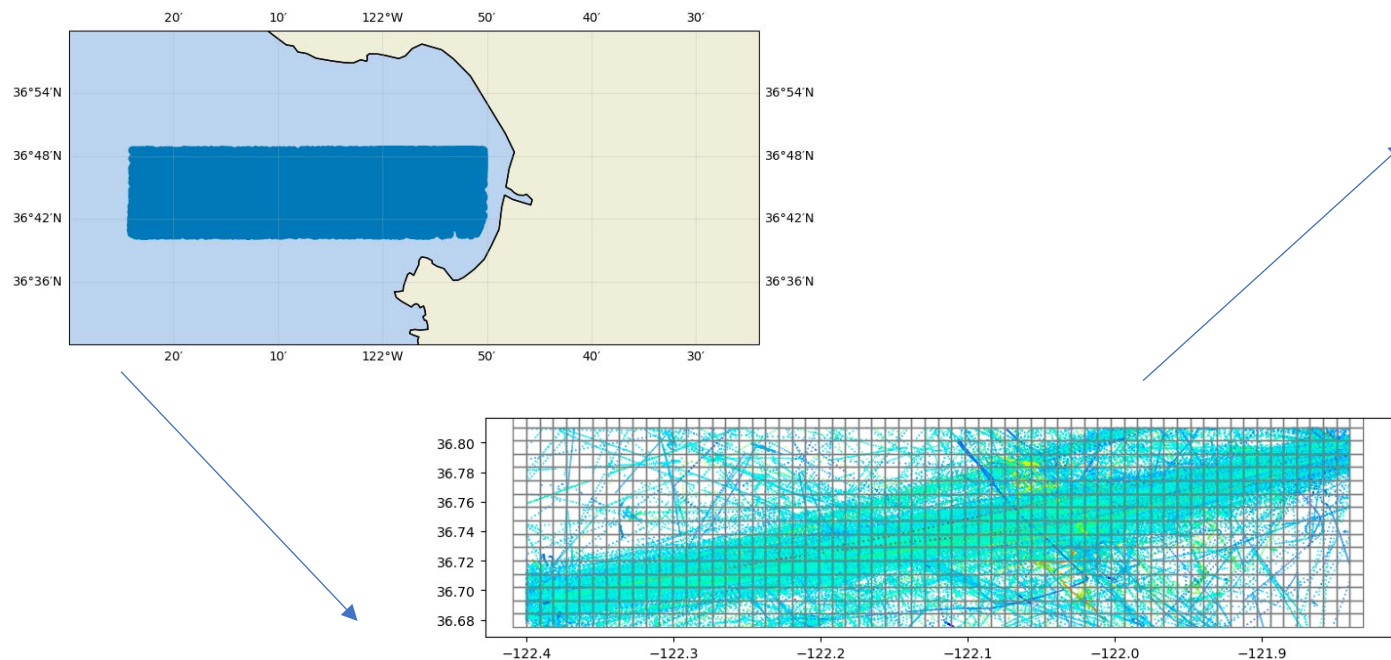 20′ 10′ 122°W 50′ 40′ 30′
36°54′N 36°54′N
36°48′N 36°48′N
36°42′N 36°42′N
36°36′N 36°36′N
20′ 10′ 122°W 50′ 40′ 30′
36.80
36.78
36.76
36.74
36.72
36.70
36.68
−122.4 −122.3 −122.2 −122.1 −122.0 −121.9